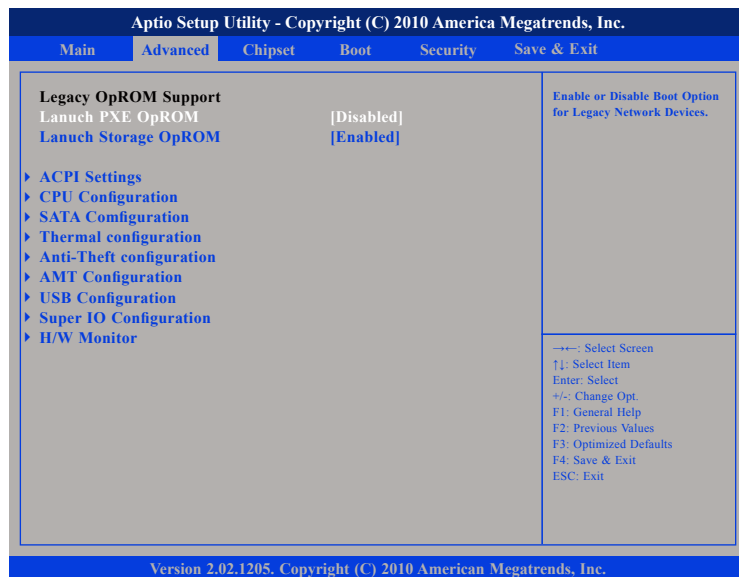 Aptio Setup Utility - Copyright (C) 2010 America Megatrends, Inc.
Main Advanced Chipset Boot Security Save & Exit
Legacy OpROM Support
Lanuch PXE OpROM [Disabled]
Lanuch Storage OpROM [Enabled]
ACPI Settings
CPU Configuration
SATA Comfiguration
Thermal configuration
Anti-Theft configuration
AMT Configuration
USB Configuration
Super IO Configuration
H/W Monitor
Enable or Disable Boot Option
for Legacy Network Devices.
→←: Select Screen
↑↓: Select Item
Enter: Select
+/-: Change Opt.
F1: General Help
F2: Previous Values
F3: Optimized Defaults
F4: Save & Exit
ESC: Exit
Version 2.02.1205. Copyright (C) 2010 American Megatrends, Inc.